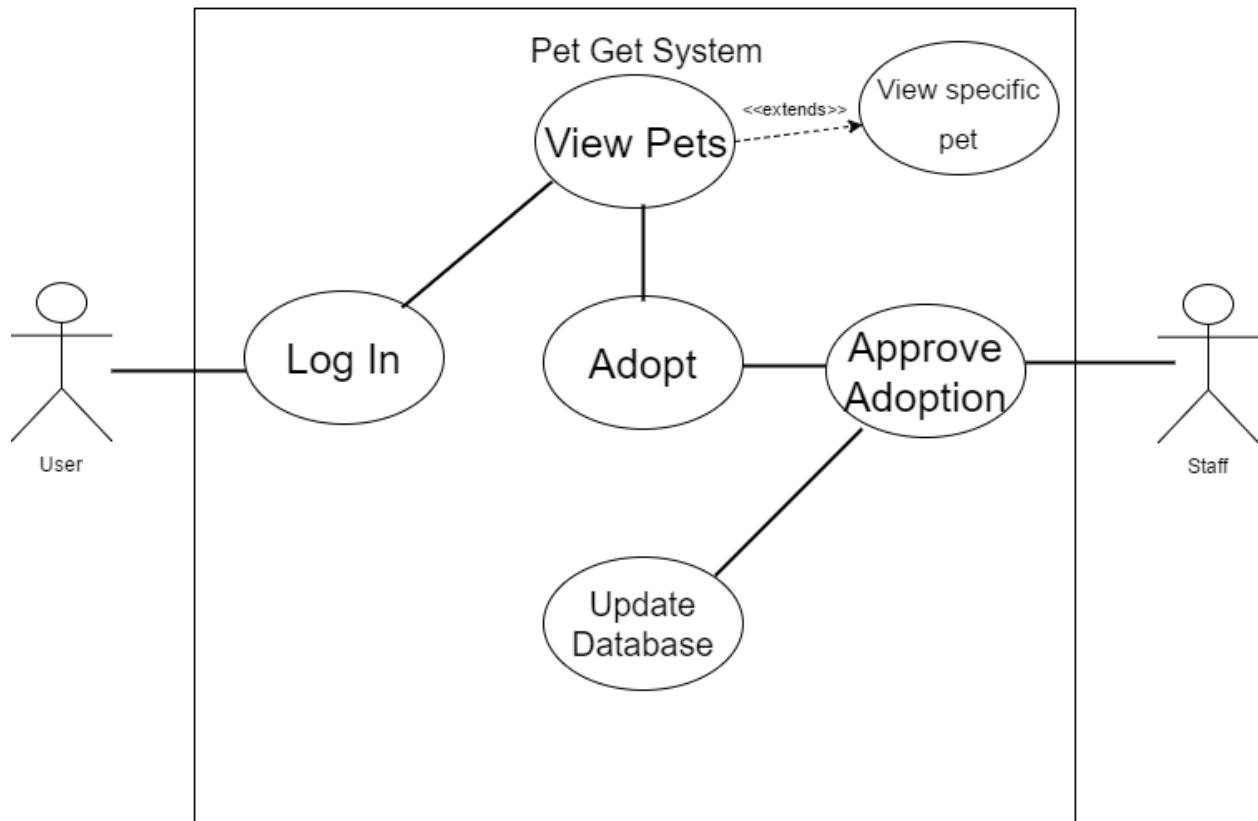 Pet Get System
View Pets
<<extends>>
View specific
pet
Log In
Adopt
Approve
Adoption
User
Staff
Update
Database